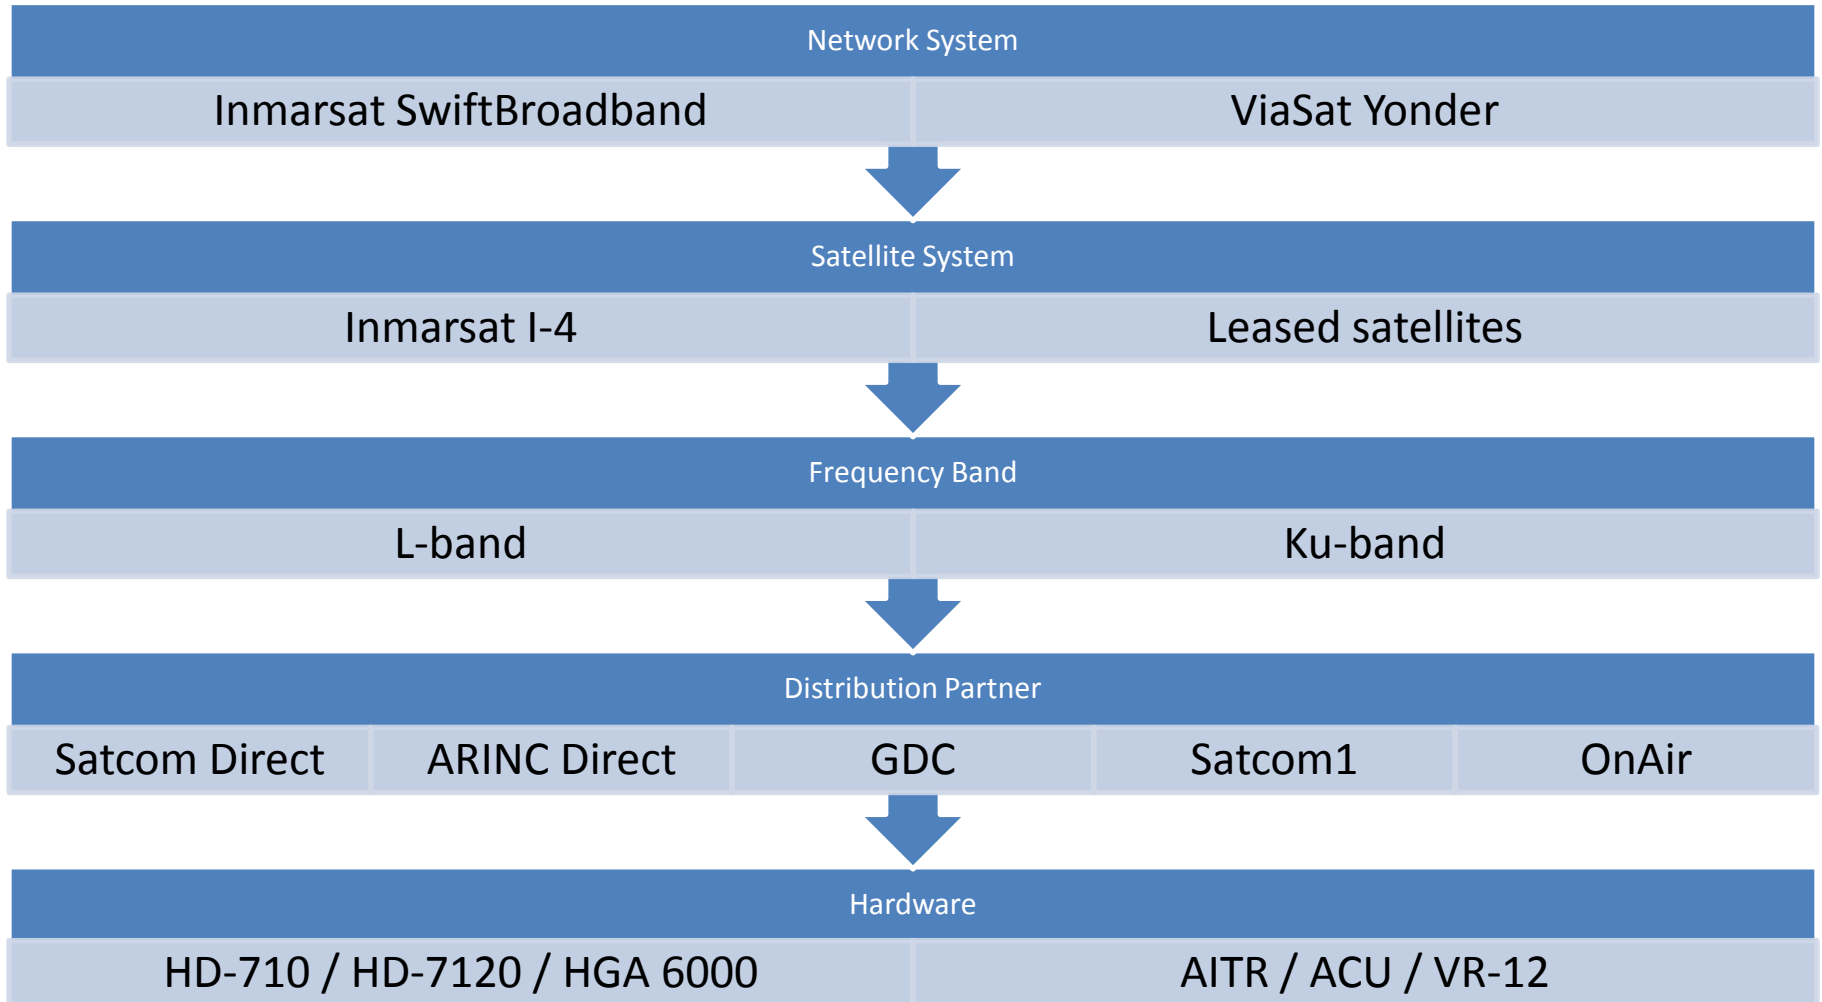 Network System
Inmarsat SwiftBroadband
ViaSat Yonder
Satellite System
Inmarsat I-4
Leased satellites
Frequency Band
L-band
Ku-band
Distribution Partner
Satcom Direct
ARINC Direct
GDC
Satcom1
OnAir
Hardware
HD-710 / HD-7120 / HGA 6000
AITR / ACU / VR-12